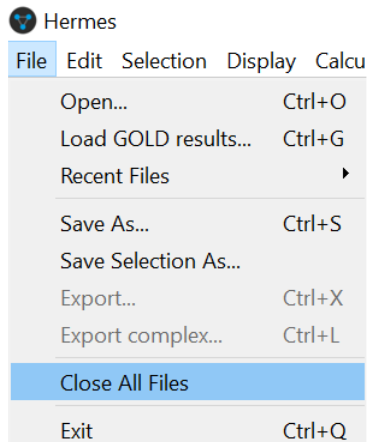 Hermes
File Edit Selection Display Calcu
Open... Ctrl+O
Load GOLD results... Ctrl+G
Recent Files
Save As... Ctrl+S
Save Selection As...
Export... Ctrl+X
Export complex... Ctrl+L
Close All Files
Exit Ctrl+Q